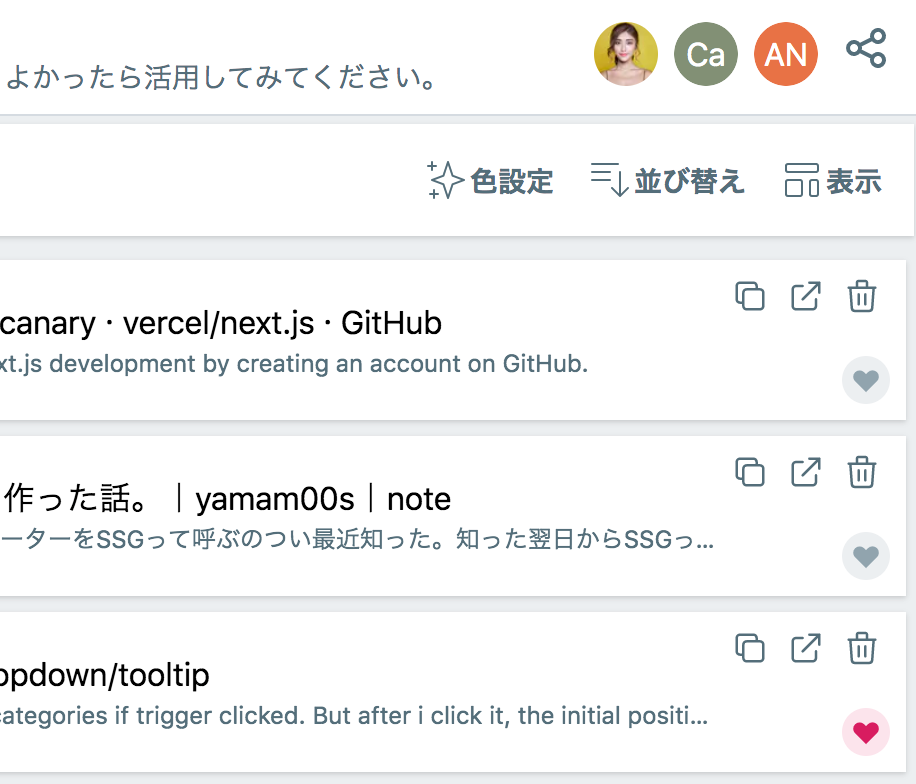 よかったら活用してみてください。
Ca AN
色設定 並び替え 表示
canary · vercel/next.js · GitHub
xt.js development by creating an account on GitHub.
作った話。｜yamam00s｜note
ーターをSSGって呼ぶのつい最近知った。知った翌日からSSGっ...
opdown/tooltip
categories if trigger clicked. But after i click it, the initial positi...